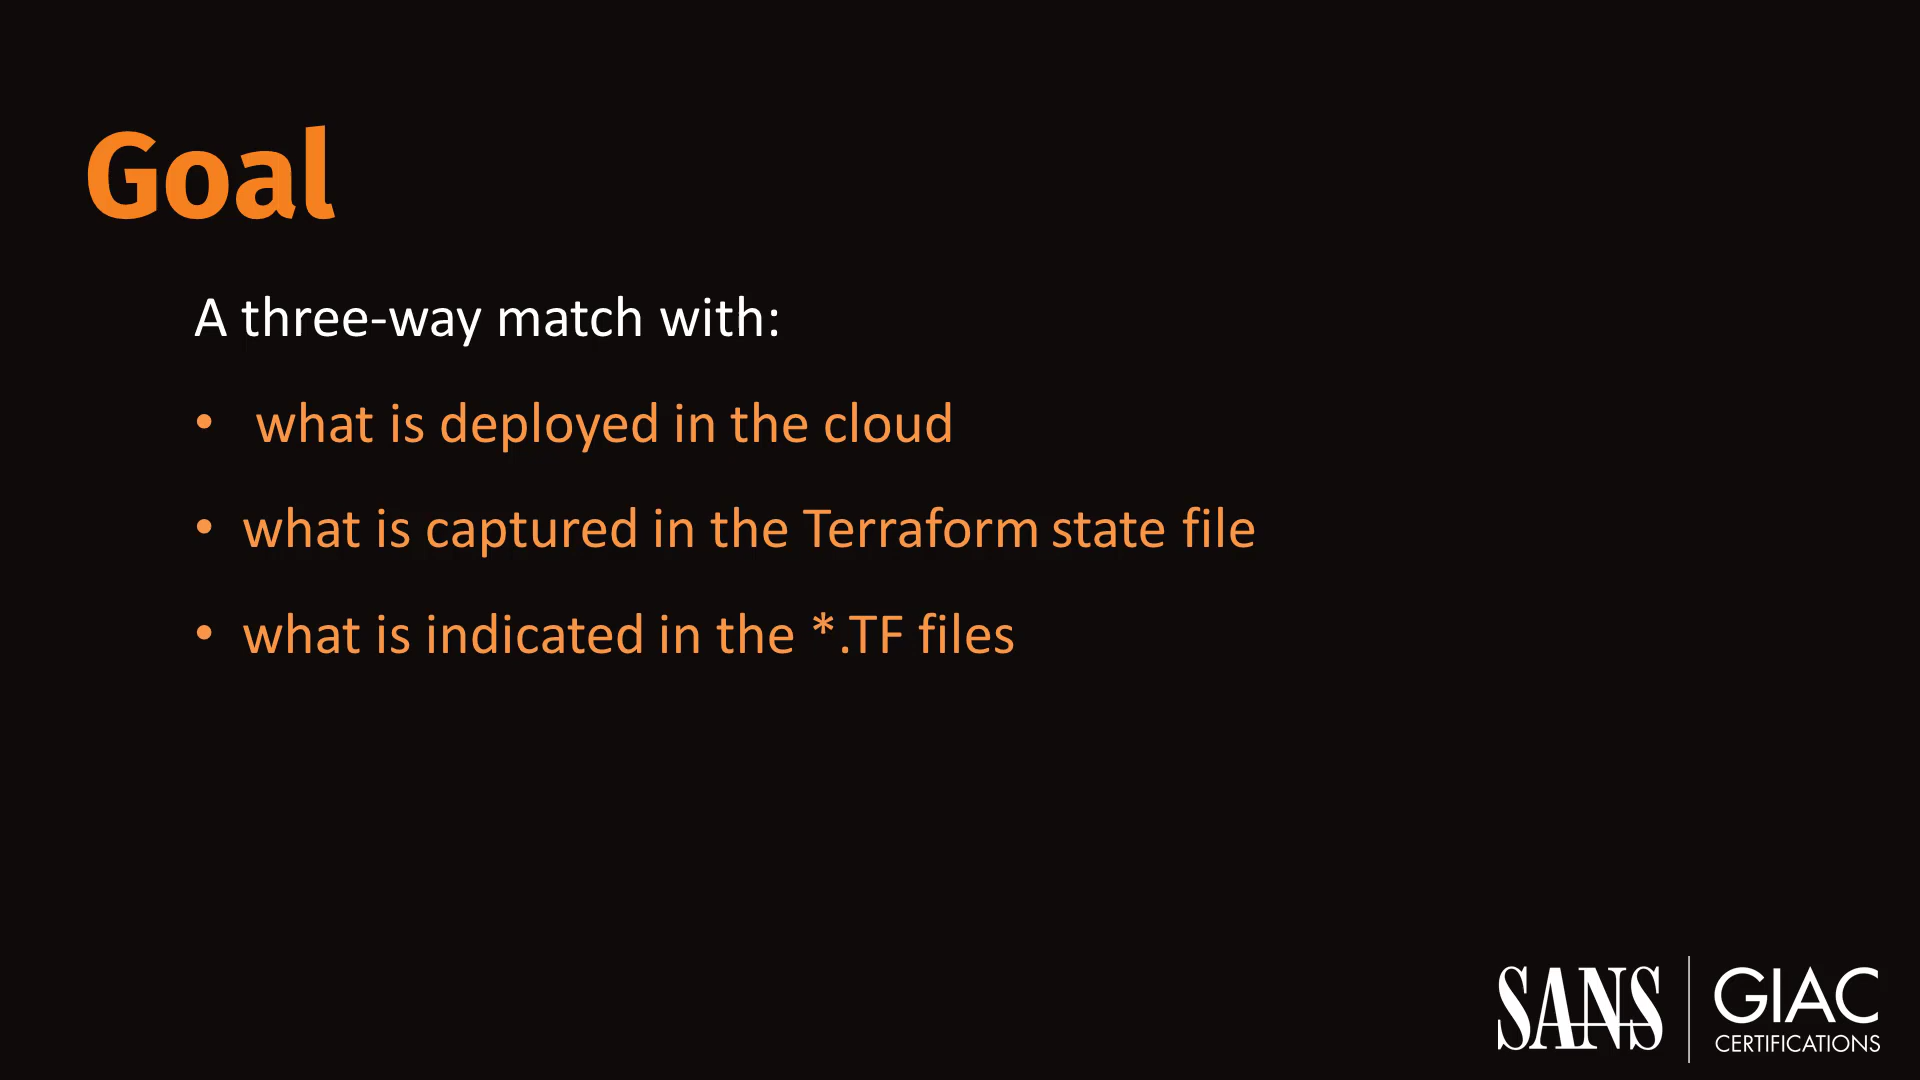 Goal
A three-way match with:
• what is deployed in the cloud
• what is captured in the Terraform state file
• what is indicated in the *.TF files
SANS | GIAC
CERTIFICATIONS